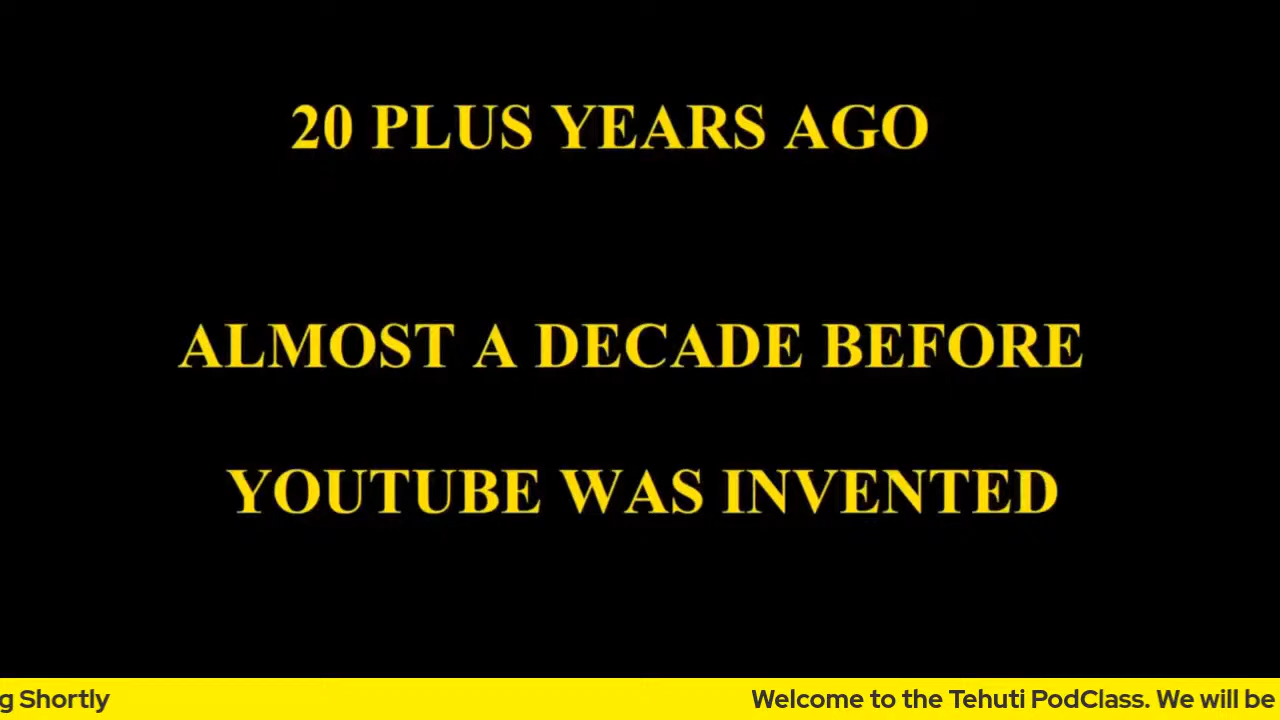 20 PLUS YEARS AGO
ALMOST A DECADE BEFORE
YOUTUBE WAS INVENTED
g Shortly
Welcome to the Tehuti PodClass. We will be